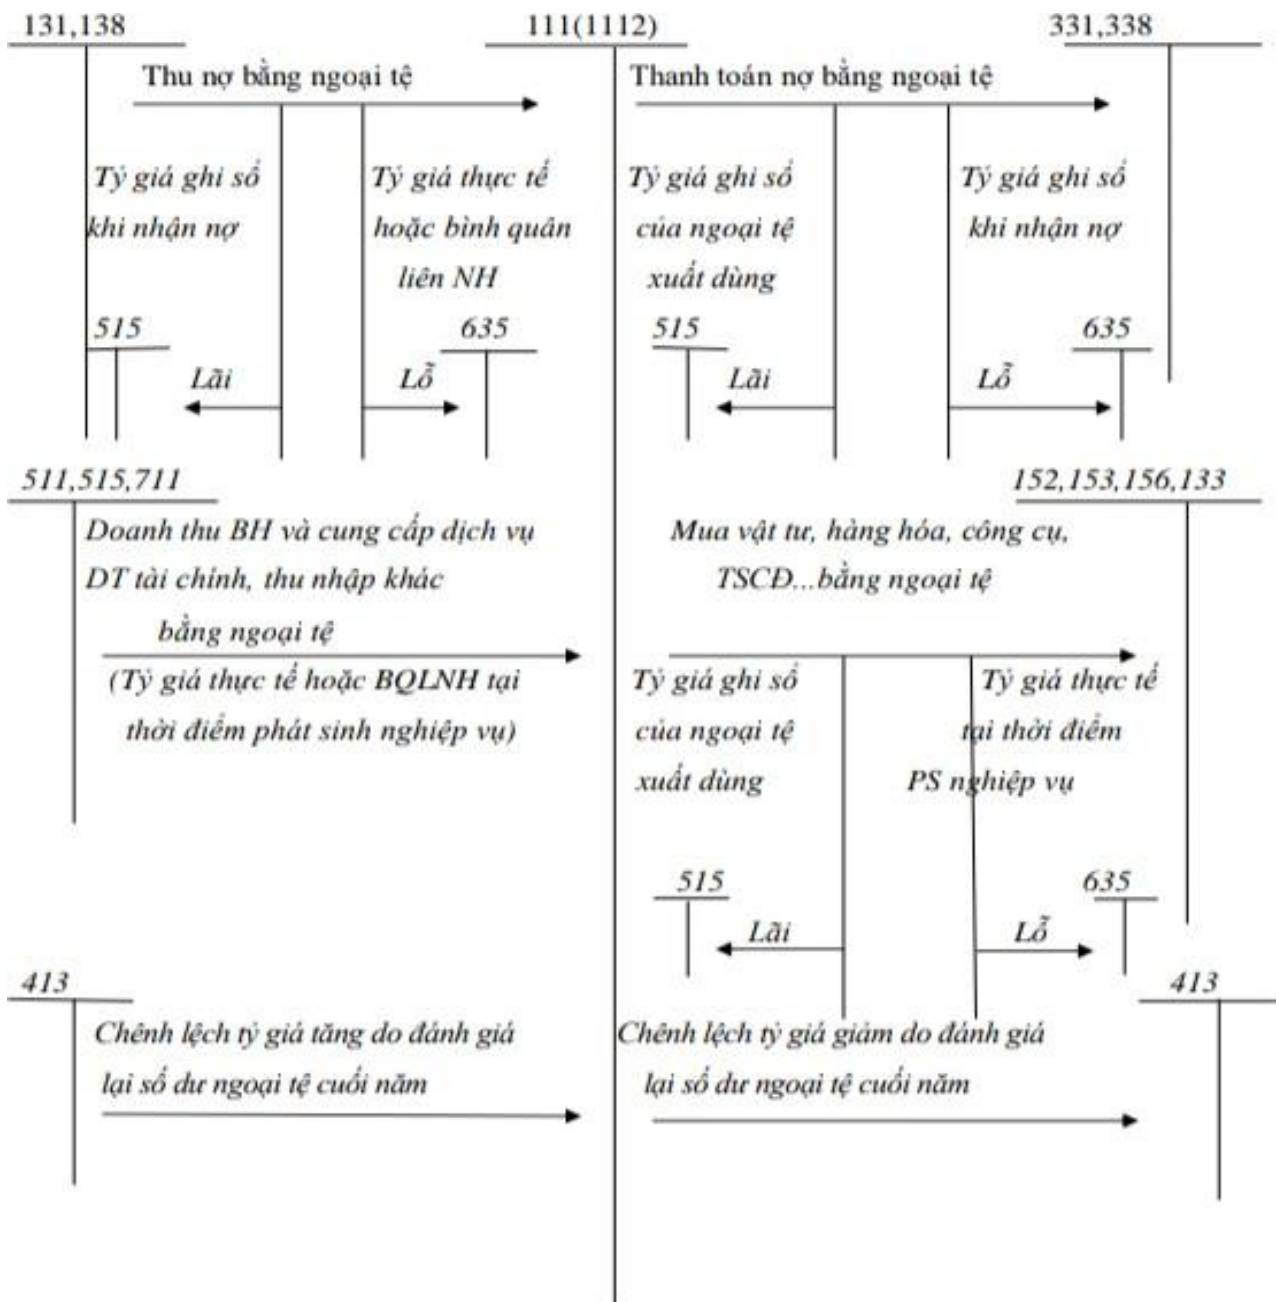 131,138
111(1112)
331,338
Thu nợ bằng ngoại tệ
Thanh toán nợ bằng ngoại tệ
Tỷ giá ghi sổ
khi nhận nợ
Tỷ giá thực tế
hoặc bình quân
liên NH
Tỷ giá ghi sổ
của ngoại tệ
xuất dùng
Tỷ giá ghi sổ
khi nhận nợ
515
635
515
635
Lãi
Lỗ
Lãi
Lỗ
511,515,711
152,153,156,133
Doanh thu BH và cung cấp dịch vụ
DT tài chính, thu nhập khác
bằng ngoại tệ
(Tỷ giá thực tế hoặc BQLNH tại
thời điểm phát sinh nghiệp vụ)
Mua vật tư, hàng hóa, công cụ,
TSCĐ...bằng ngoại tệ
Tỷ giá ghi sổ
của ngoại tệ
xuất dùng
Tỷ giá thực tế
tại thời điểm
PS nghiệp vụ
515
635
Lãi
Lỗ
413
413
Chênh lệch tỷ giá tăng do đánh giá
lại số dư ngoại tệ cuối năm
Chênh lệch tỷ giá giảm do đánh giá
lại số dư ngoại tệ cuối năm